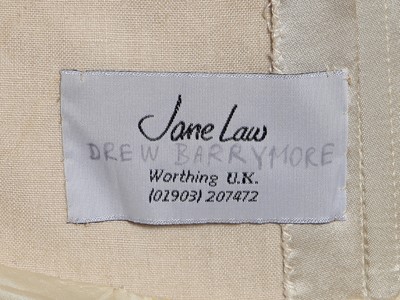 Jane Law
DREW BARRYMORE
Worthing U.K.
(01903) 207472